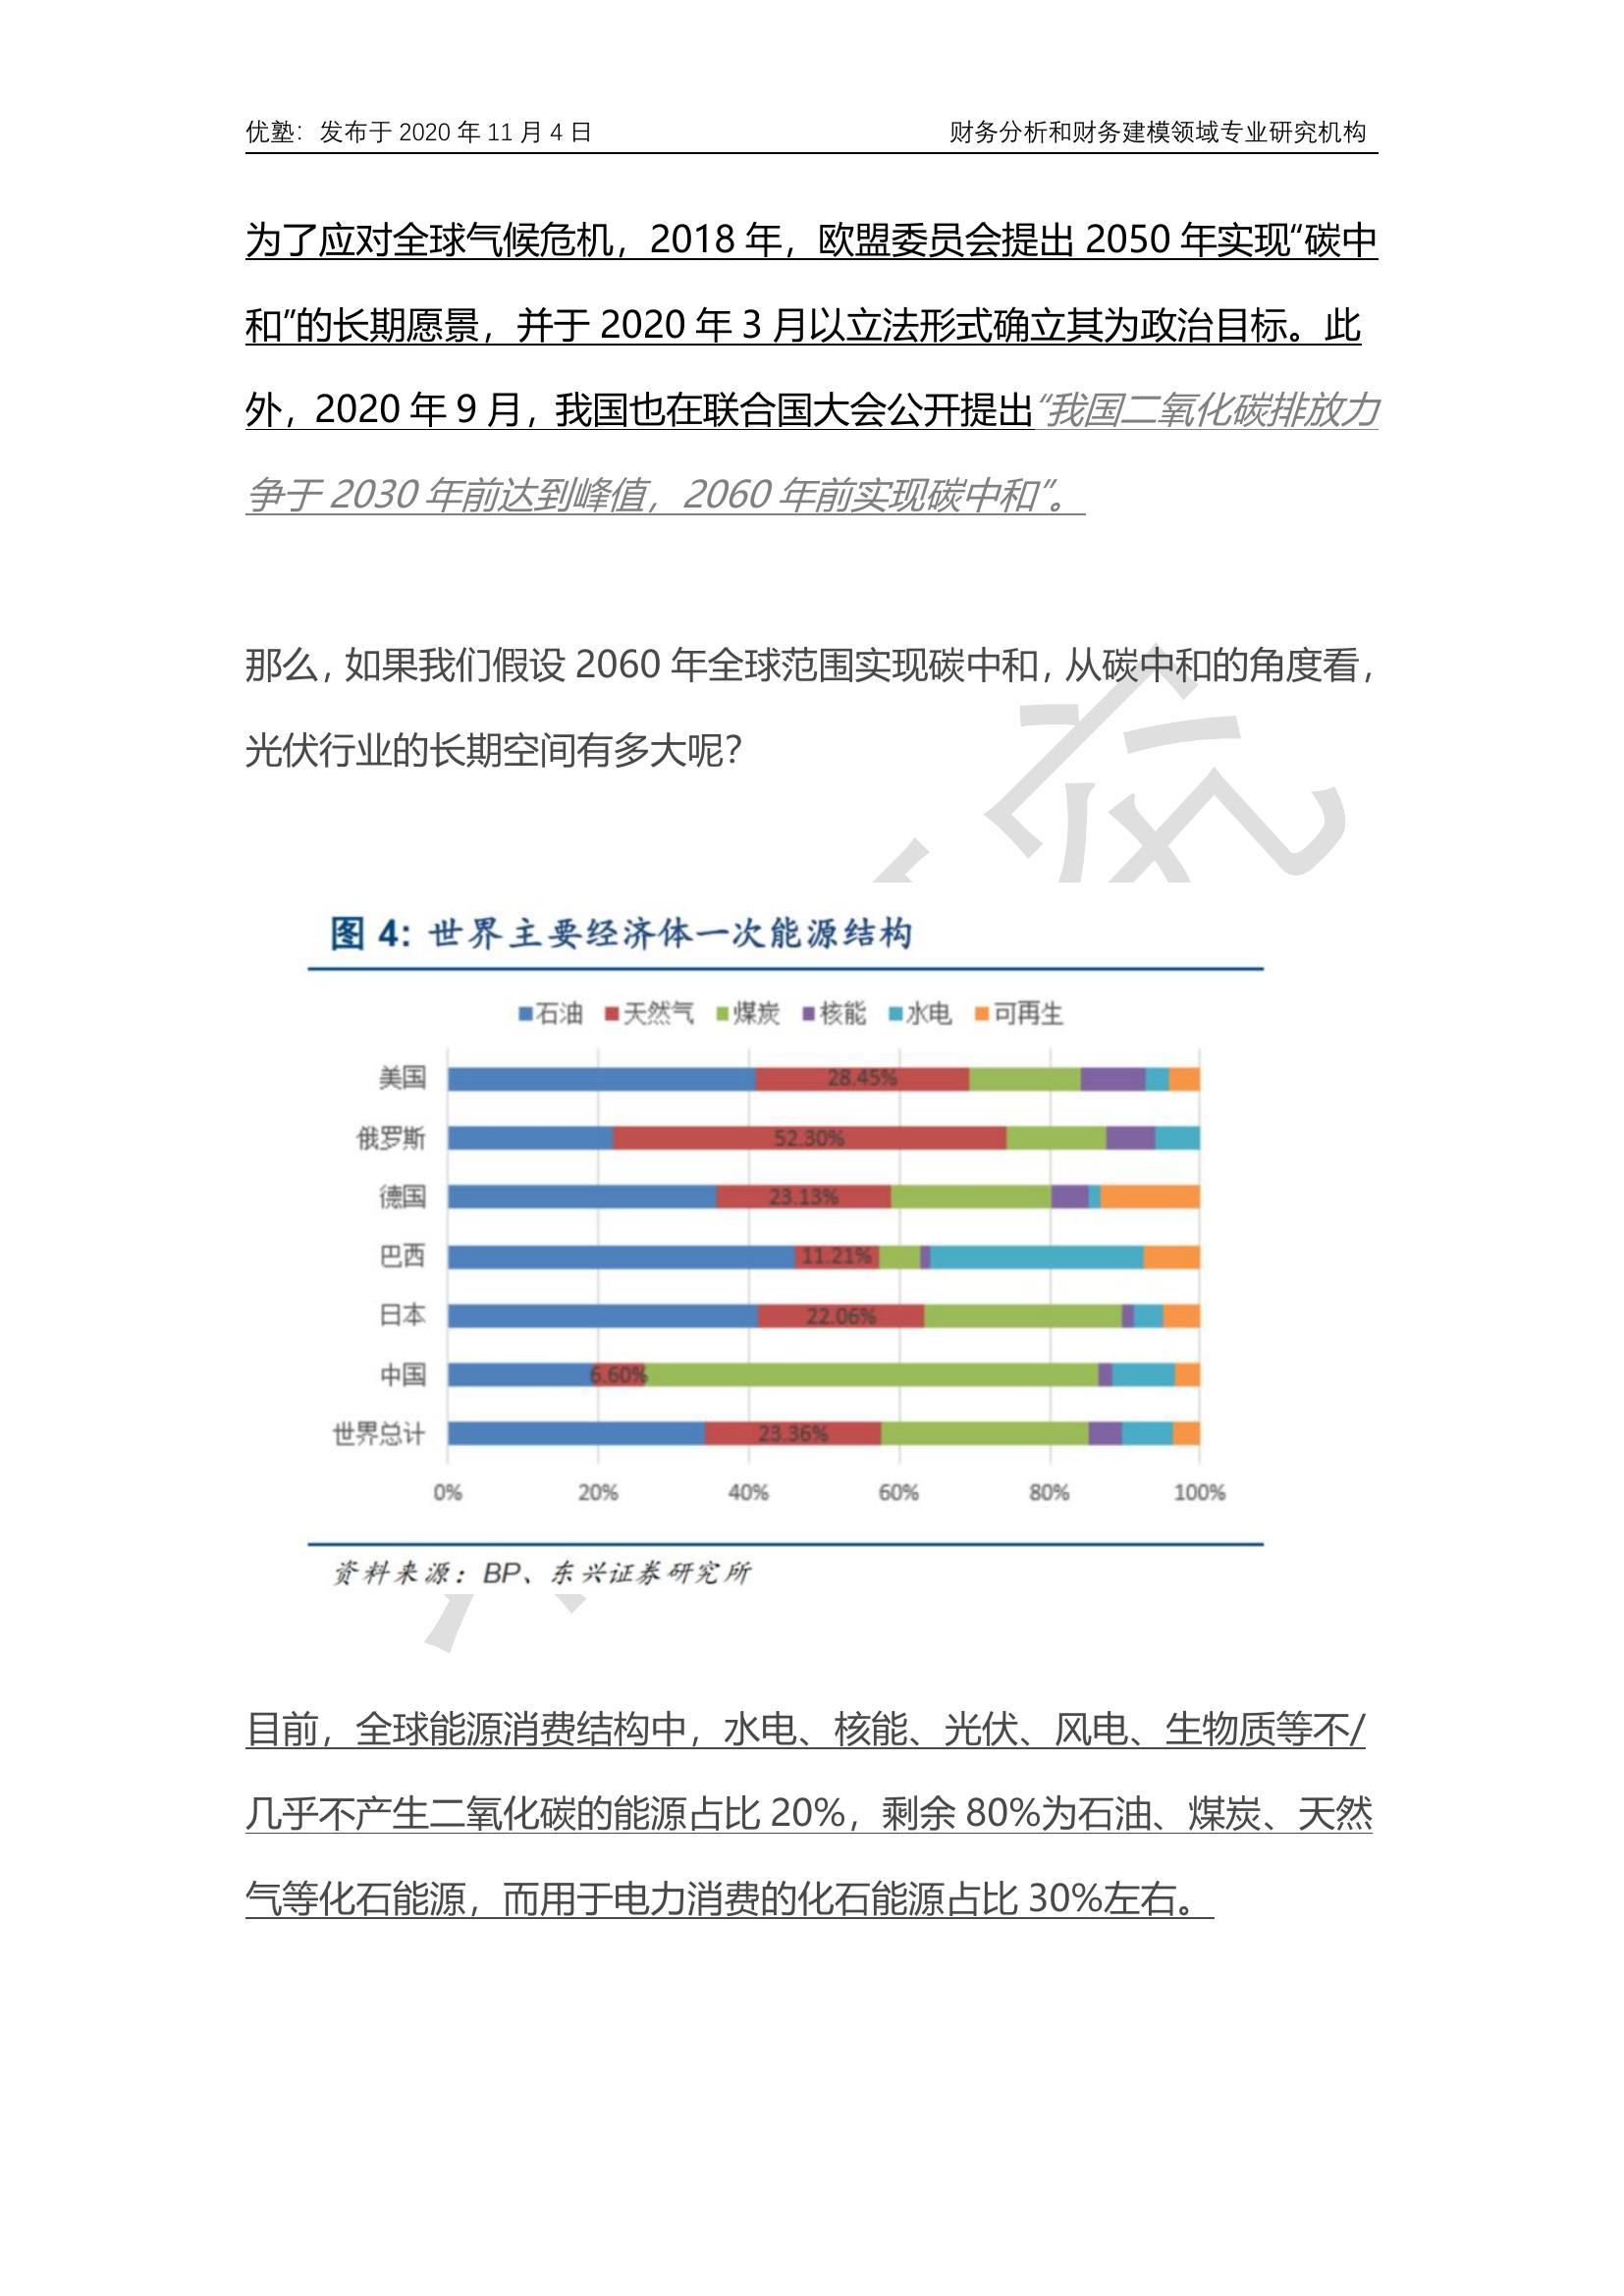 优塾：发布于 2020 年 11 月 4 日 财务分析和财务建模领域专业研究机构
为了应对全球气候危机，2018 年，欧盟委员会提出 2050 年实现“碳中
和”的长期愿景，并于 2020 年 3 月以立法形式确立其为政治目标。此
外，2020 年 9 月，我国也在联合国大会公开提出“我国二氧化碳排放力
争于 2030 年前达到峰值，2060 年前实现碳中和”。
那么，如果我们假设 2060 年全球范围实现碳中和，从碳中和的角度看，
光伏行业的长期空间有多大呢？
图 4: 世界主要经济体一次能源结构
石油 天然气 煤炭 核能 水电 可再生
美国 28.45%
俄罗斯 52.30%
德国 23.13%
巴西 11.21%
日本 22.06%
中国 6.60%
世界总计 23.36%
0% 20% 40% 60% 80% 100%
资料来源：BP、东兴证券研究所
目前，全球能源消费结构中，水电、核能、光伏、风电、生物质等不/
几乎不产生二氧化碳的能源占比 20%，剩余 80%为石油、煤炭、天然
气等化石能源，而用于电力消费的化石能源占比 30%左右。